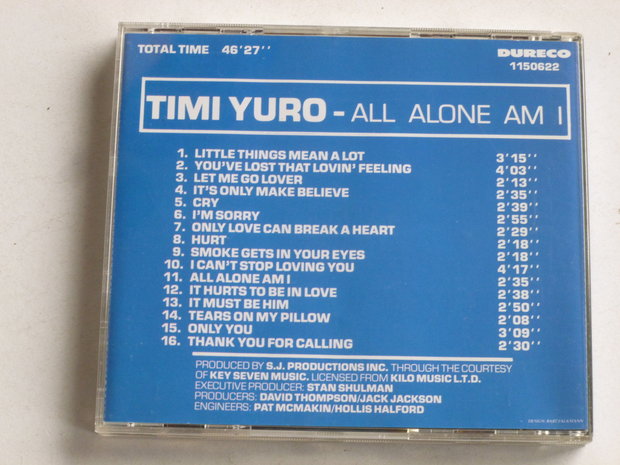 TOTAL TIME 46'27'' DURECO
1150622
TIMI YURO - ALL ALONE AM I
1. LITTLE THINGS MEAN A LOT 3'15''
2. YOU'VE LOST THAT LOVIN' FEELING 4'03''
3. LET ME GO LOVER 2'13''
4. IT'S ONLY MAKE BELIEVE 2'35''
5. CRY 2'39''
6. I'M SORRY 2'55''
7. ONLY LOVE CAN BREAK A HEART 2'29''
8. HURT 2'18''
9. SMOKE GETS IN YOUR EYES 2'18''
10. I CAN'T STOP LOVING YOU 4'17''
11. ALL ALONE AM I 2'35''
12. IT HURTS TO BE IN LOVE 2'38''
13. IT MUST BE HIM 2'50''
14. TEARS ON MY PILLOW 2'08''
15. ONLY YOU 3'09''
16. THANK YOU FOR CALLING 2'30''
PRODUCED BY S.J. PRODUCTIONS INC. THROUGH THE COURTESY
OF KEY SEVEN MUSIC. LICENSED FROM KILO MUSIC L.T.D.
EXECUTIVE PRODUCER: STAN SHULMAN
PRODUCERS: DAVID THOMPSON/JACK JACKSON
ENGINEERS: PAT MCMAKIN/HOLLIS HALFORD
DESIGN: BART FALKMANN